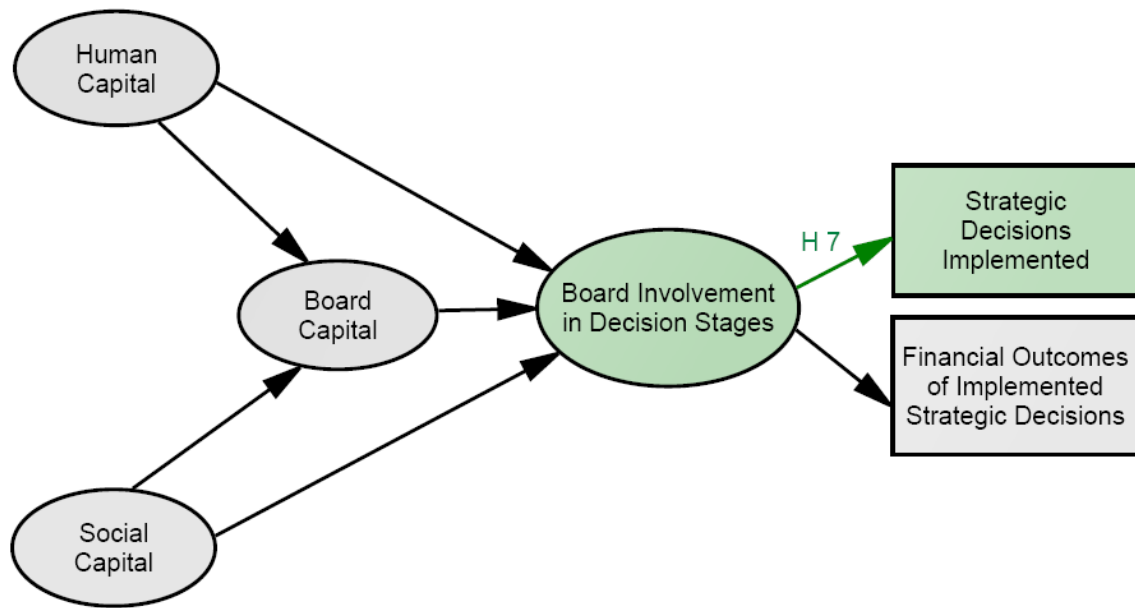 Human
Capital
Board
Capital
Social
Capital
Board Involvement
in Decision Stages
H 7
Strategic
Decisions
Implemented
Financial Outcomes
of Implemented
Strategic Decisions